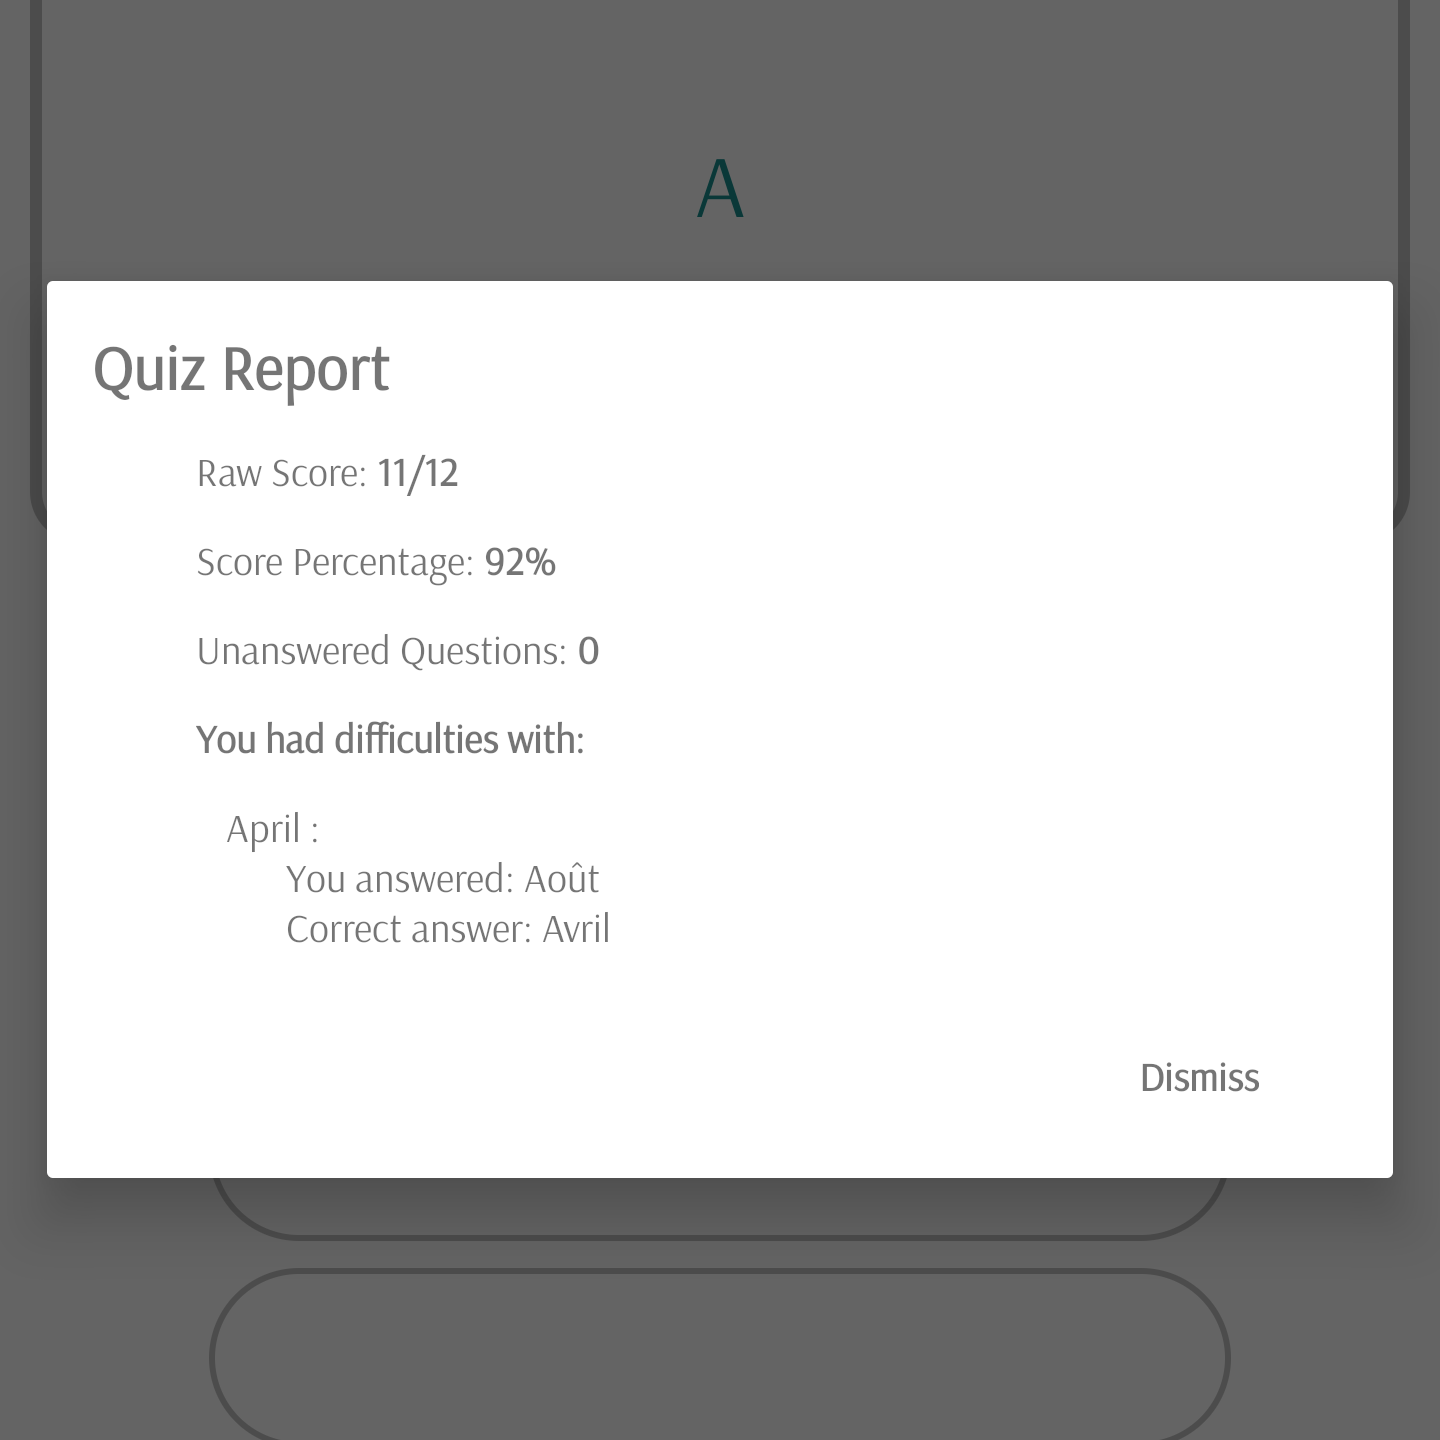 A
Quiz Report
Raw Score: 11/12
Score Percentage: 92%
Unanswered Questions: 0
You had difficulties with:
April :
You answered: Août
Correct answer: Avril
Dismiss